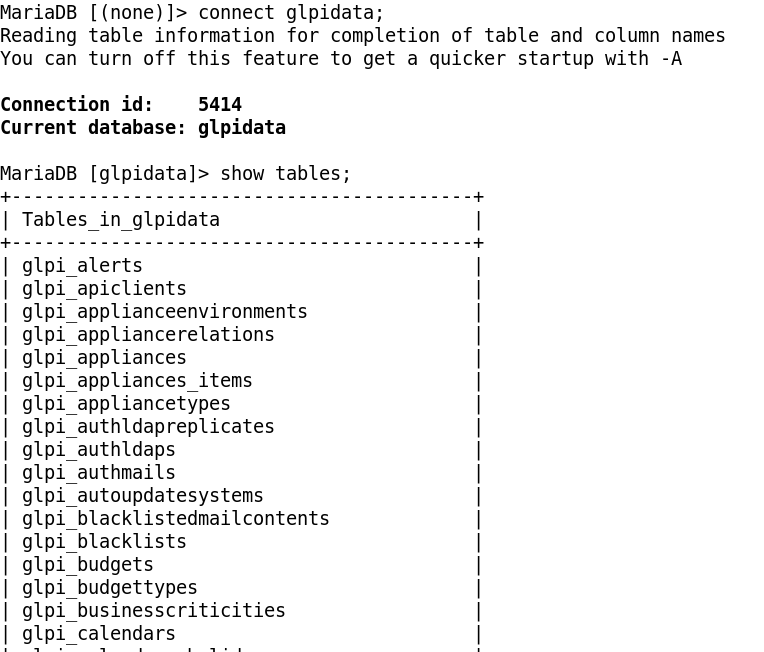 MariaDB [(none)]> connect glpidata;
Reading table information for completion of table and column names
You can turn off this feature to get a quicker startup with -A
Connection id:    5414
Current database: glpidata
MariaDB [glpidata]> show tables;
+------------------------------------------+
| Tables_in_glpidata                       |
+------------------------------------------+
| glpi_alerts                              |
| glpi_apiclients                          |
| glpi_applianceenvironments               |
| glpi_appliancerelations                  |
| glpi_appliances                          |
| glpi_appliances_items                    |
| glpi_appliancetypes                      |
| glpi_authldapreplicates                  |
| glpi_authldaps                           |
| glpi_authmails                           |
| glpi_autoupdatesystems                   |
| glpi_blacklistedmailcontents             |
| glpi_blacklists                          |
| glpi_budgets                             |
| glpi_budgettypes                         |
| glpi_businesscriticities                 |
| glpi_calendars                           |